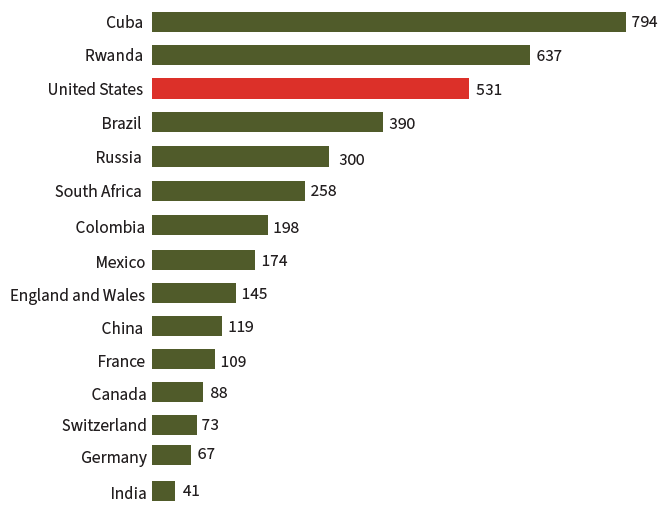 Cuba 794
Rwanda 637
United States 531
Brazil 390
Russia 300
South Africa 258
Colombia 198
Mexico 174
England and Wales 145
China 119
France 109
Canada 88
Switzerland 73
Germany 67
India 41